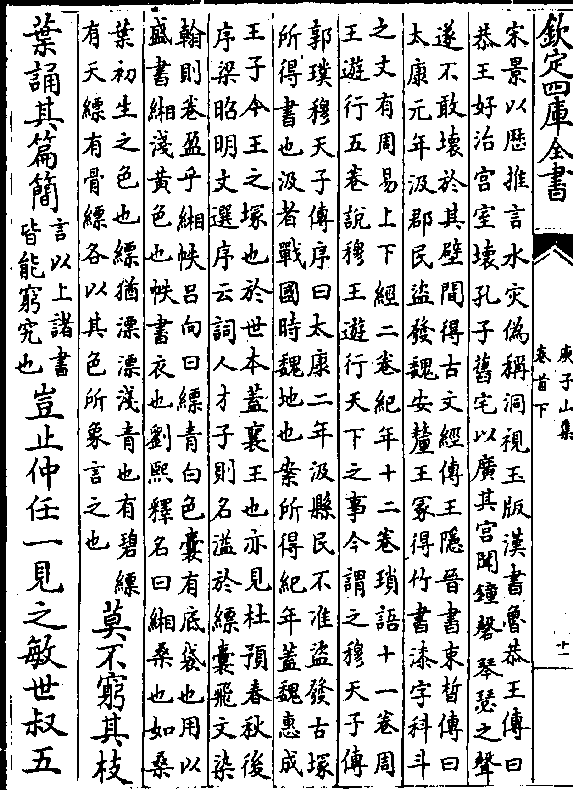 欽定四庫全書
庾子山集
卷首下
十一
宋景以歴推言水灾偽稱洞視玉版漢書魯恭王傳曰
恭王好治宫室壊孔子舊宅以廣其宫聞鐘磬琴瑟之聲
遂不敢壊於其壁間得古文經傳王隠晉書束晳傳曰
太康元年汲郡民盗發魏安釐王冢得竹書漆字科斗
之文有周易上下經二卷紀年十二卷瑣語十一卷周
王遊行五卷說穆王遊行天下之事今謂之穆天子傳
郭璞穆天子傳序曰太康二年汲縣民不准盗發古塚
所得書也汲者戰國時魏地也案所得紀年蓋魏惠成
王子今王之塚也於世本蓋襄王也亦見杜預春秋後
序梁昭明文選序云詞人才子則名溢於縹囊飛文染
翰則卷盈乎緗帙吕向曰縹青白色囊有底袋也用以
盛書緗淺黄色也帙書衣也劉熙釋名曰緗桑也如桑
葉初生之色也縹猶漂漂淺青也有碧縹
有天縹有骨縹各以其色所象言之也
莫不窮其枝
葉誦其篇簡
言以上諸書
皆能窮究也
豈止仲任一見之敏世叔五